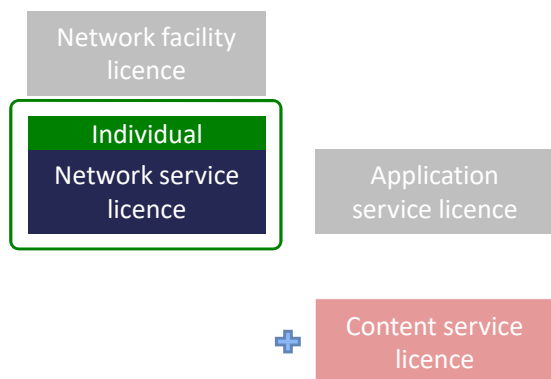 Network facility
licence
Individual
Network service
licence
Application
service licence
Content service
licence